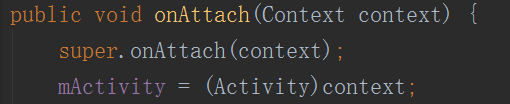 public void onAttach(Context context) {
super.onAttach(context);
mActivity = (Activity)context;